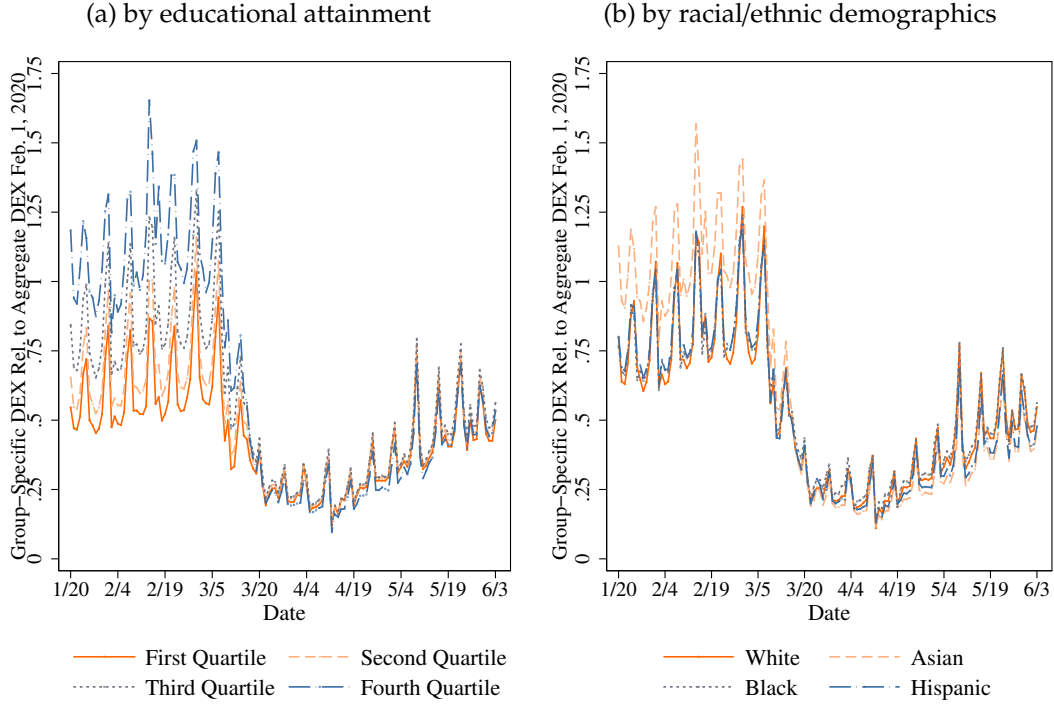 (a) by educational attainment
Group–Specific DEX Rel. to Aggregate DEX Feb. 1, 2020
1.75
1.5
1.25
1
.75
.5
.25
0
1/20 2/4 2/19 3/5 3/20 4/4 4/19 5/4 5/19 6/3
Date
First Quartile Second Quartile
Third Quartile Fourth Quartile
(b) by racial/ethnic demographics
Group–Specific DEX Rel. to Aggregate DEX Feb. 1, 2020
1.75
1.5
1.25
1
.75
.5
.25
0
1/20 2/4 2/19 3/5 3/20 4/4 4/19 5/4 5/19 6/3
Date
White Asian
Black Hispanic